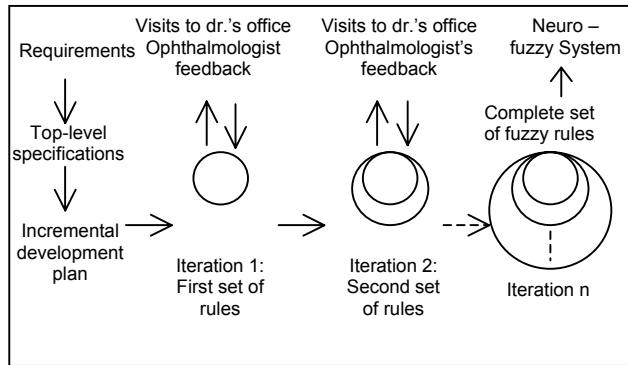 Requirements
Top-level
specifications
Incremental
development
plan
Visits to dr.'s office
Ophthalmologist
feedback
Iteration 1:
First set of
rules
Visits to dr.'s office
Ophthalmologist's
feedback
Iteration 2:
Second set
of rules
Neuro –
fuzzy System
Complete set
of fuzzy rules
Iteration n